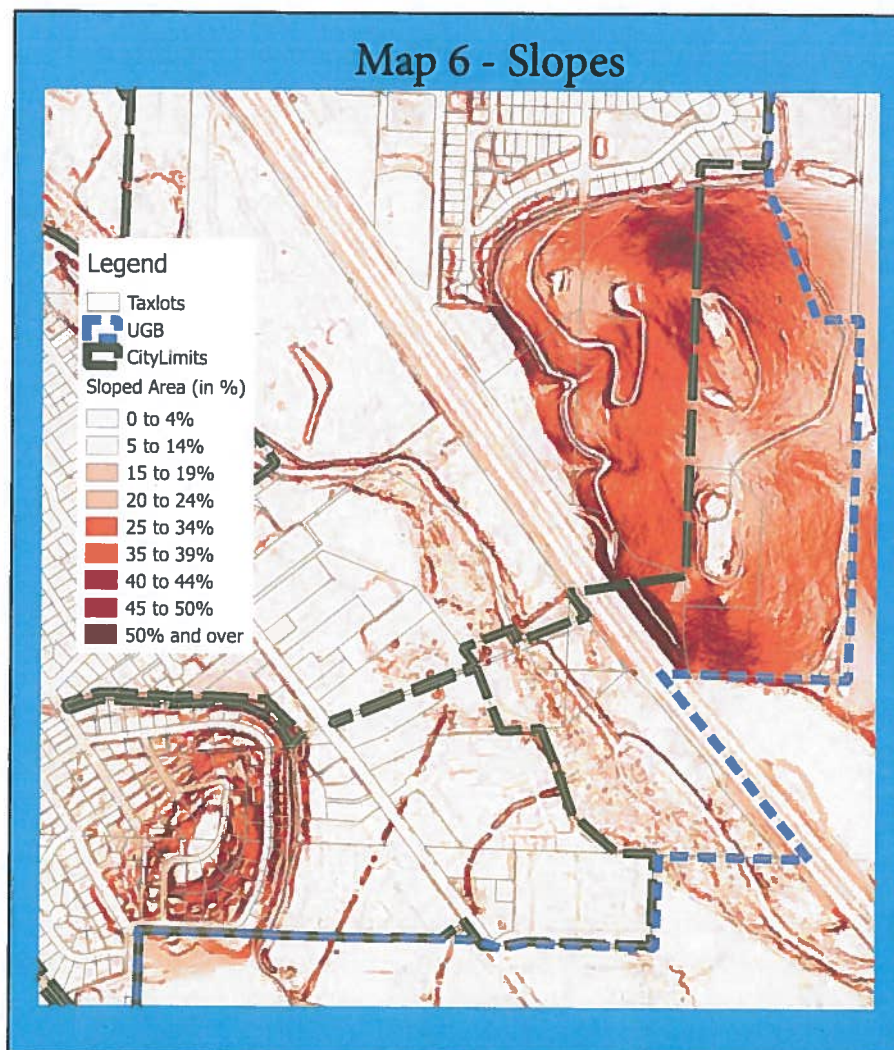 Map 6 - Slopes
Legend
Taxlots
UGB
CityLimits
Sloped Area (in %)
0 to 4%
5 to 14%
15 to 19%
20 to 24%
25 to 34%
35 to 39%
40 to 44%
45 to 50%
50% and over